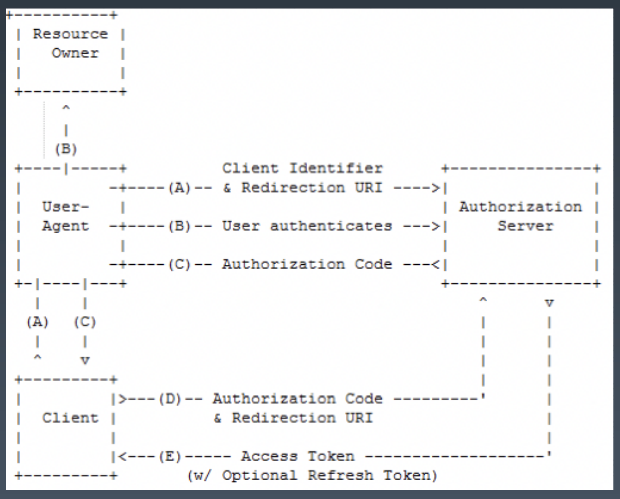 Resource
Owner
(B)
Client Identifier
(A) & Redirection URI
User-
Agent
(B) User authenticates
Authorization
Server
(C) Authorization Code
(A) (C)
Client
(D) Authorization Code
& Redirection URI
(E) Access Token
(w/ Optional Refresh Token)